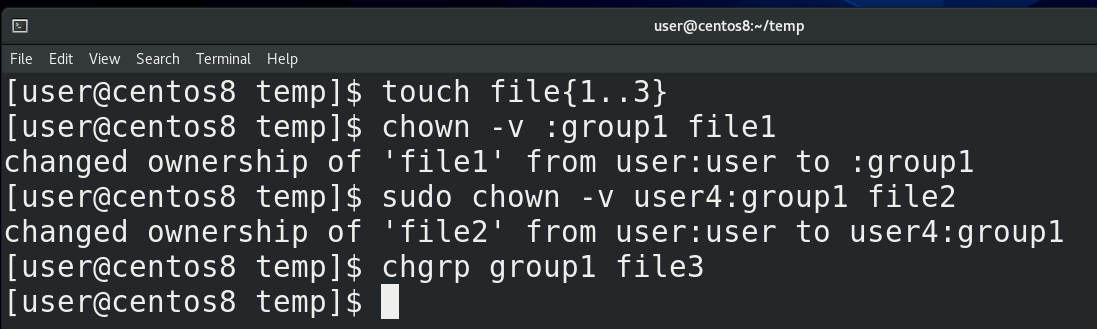 user@centos8:~/temp
File Edit View Search Terminal Help
[user@centos8 temp]$ touch file{1..3}
[user@centos8 temp]$ chown -v :group1 file1
changed ownership of 'file1' from user:user to :group1
[user@centos8 temp]$ sudo chown -v user4:group1 file2
changed ownership of 'file2' from user:user to user4:group1
[user@centos8 temp]$ chgrp group1 file3
[user@centos8 temp]$